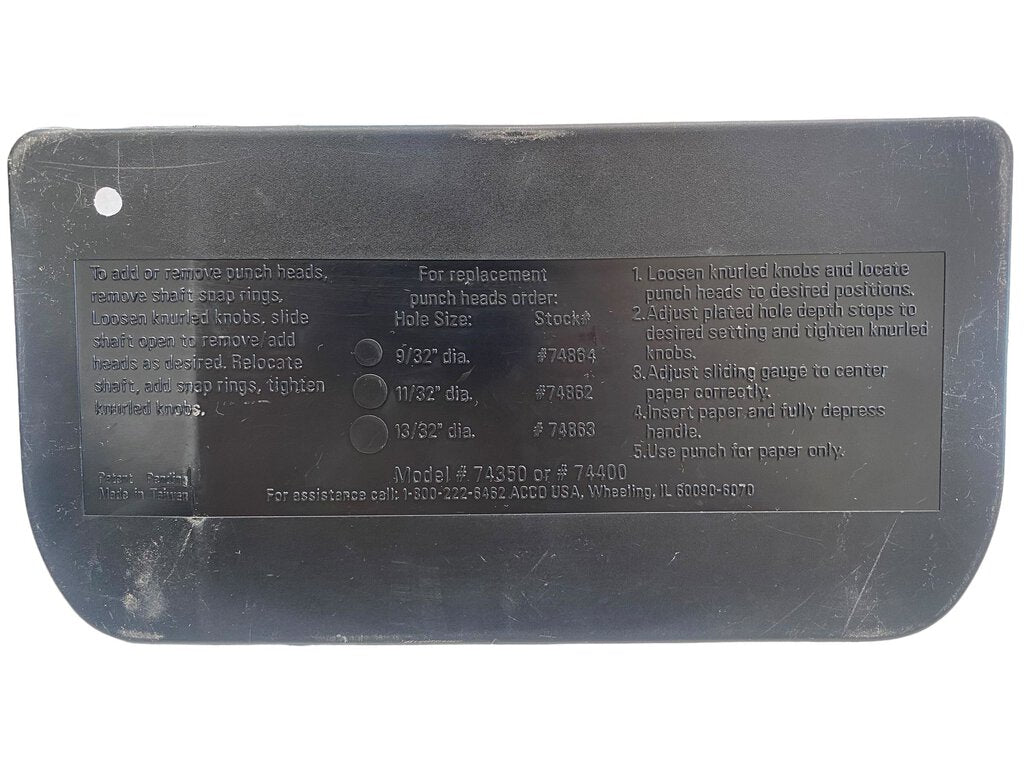 To add or remove punch heads,
remove shaft snap rings,
Loosen knurled knobs, slide
shaft open to remove/add
heads as desired. Relocate
shaft, add snap rings, tighten
knurled knobs.
Patent Pending
Made in Taiwan
For replacement
punch heads order:
Hole Size: Stock#
9/32" dia. #74864
11/32" dia. #74862
13/32" dia. # 74863
Model # 74350 or # 74400
For assistance call: 1-800-222-6462 ACCO USA, Wheeling, IL 60090-6070
1. Loosen knurled knobs and locate
punch heads to desired positions.
2. Adjust plated hole depth stops to
desired setting and tighten knurled
knobs.
3. Adjust sliding gauge to center
paper correctly.
4. Insert paper and fully depress
handle.
5. Use punch for paper only.